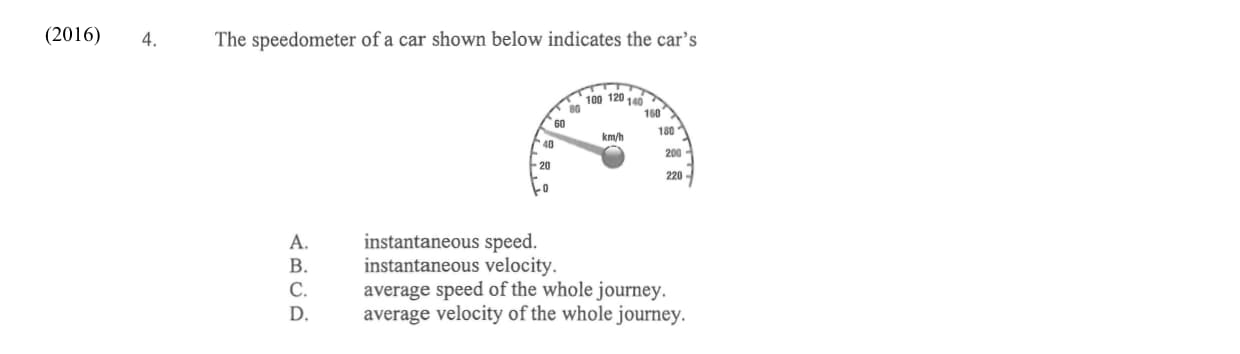 (2016) 4. The speedometer of a car shown below indicates the car's
0
20
40
60
80
100
120
140
160
180
200
220
km/h
A. instantaneous speed.
B. instantaneous velocity.
C. average speed of the whole journey.
D. average velocity of the whole journey.